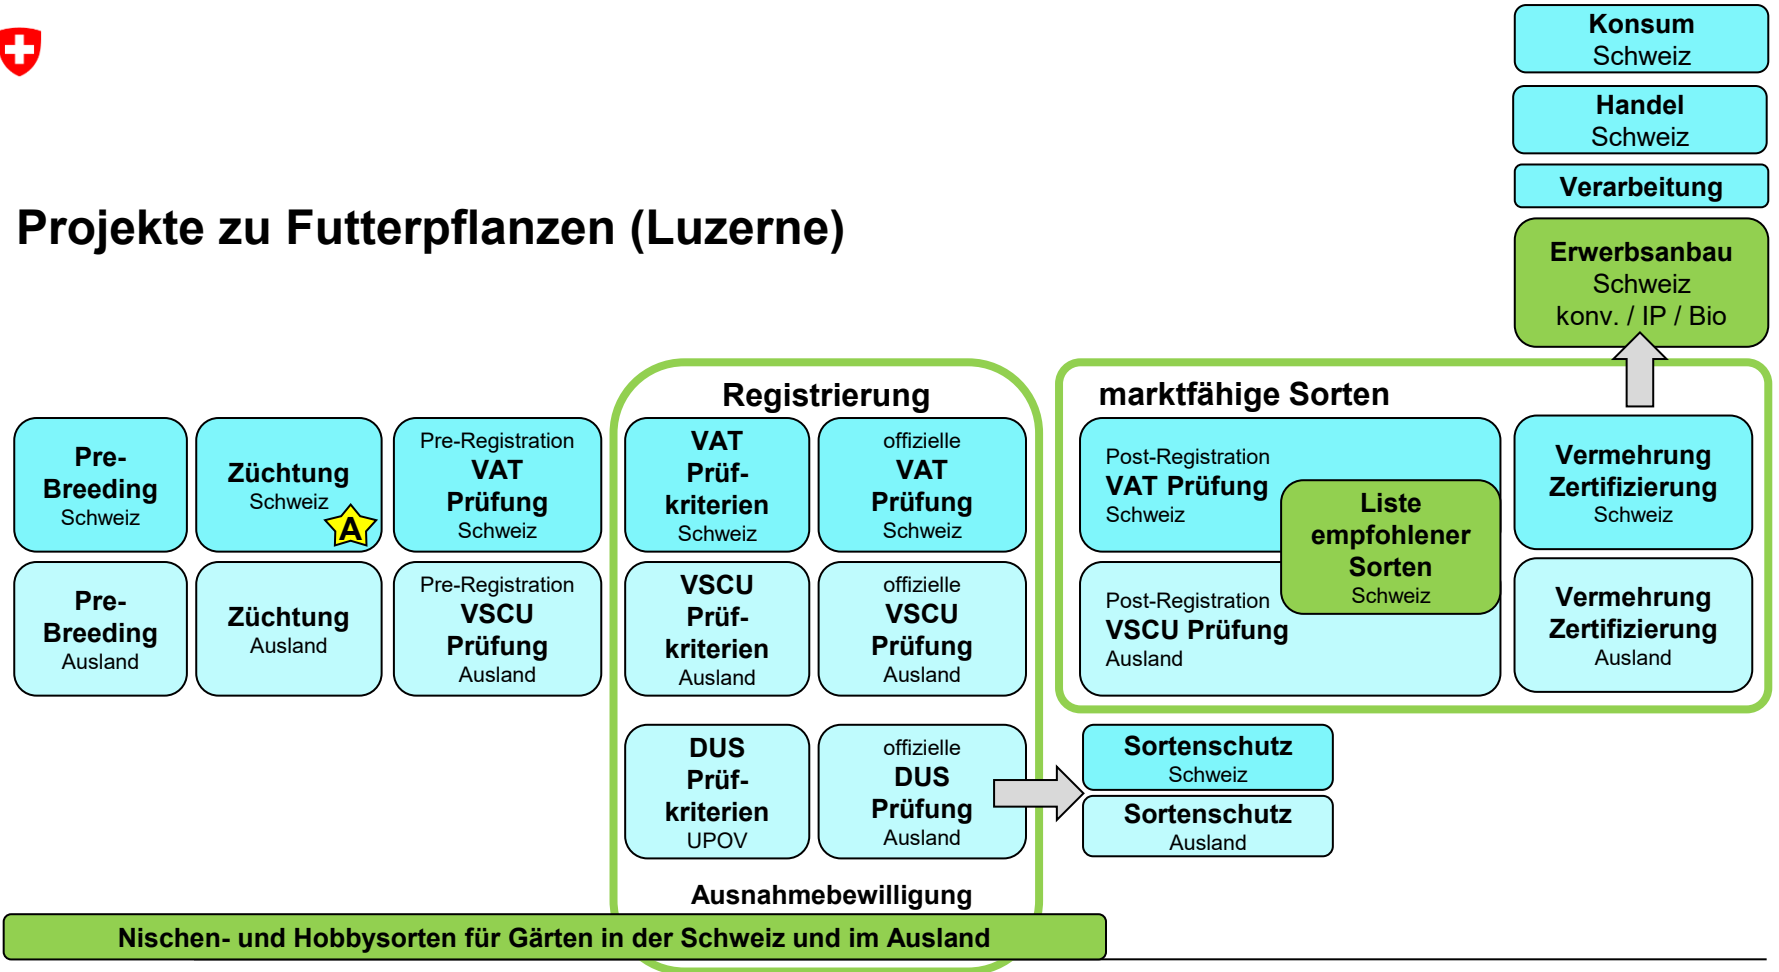 Konsum
Schweiz
Handel
Schweiz
Verarbeitung
Projekte zu Futterpflanzen (Luzerne)
Erwerbsanbau
Schweiz
konv. / IP / Bio
Registrierung
marktfähige Sorten
Pre-
Breeding
Schweiz
Züchtung
Schweiz
A
Pre-Registration
VAT
Prüfung
Schweiz
VAT
Prüf-
kriterien
Schweiz
offizielle
VAT
Prüfung
Schweiz
Post-Registration
VAT Prüfung
Schweiz
Liste
empfohlener
Sorten
Schweiz
Vermehrung
Zertifizierung
Schweiz
Pre-
Breeding
Ausland
Züchtung
Ausland
Pre-Registration
VSCU
Prüfung
Ausland
VSCU
Prüf-
kriterien
Ausland
offizielle
VSCU
Prüfung
Ausland
Post-Registration
VSCU Prüfung
Ausland
Vermehrung
Zertifizierung
Ausland
DUS
Prüf-
kriterien
UPOV
offizielle
DUS
Prüfung
Ausland
Sortenschutz
Schweiz
Sortenschutz
Ausland
Ausnahmebewilligung
Nischen- und Hobbysorten für Gärten in der Schweiz und im Ausland